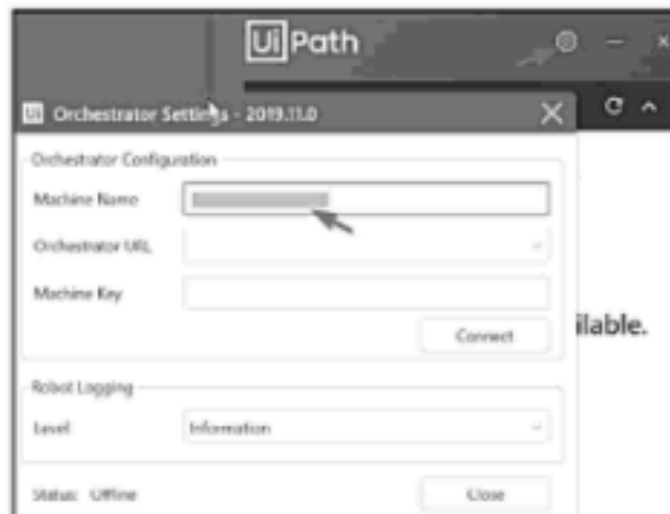 UiPath
Ui Orchestrator Settings - 2019.11.0
Orchestrator Configuration
Machine Name
Orchestrator URL
Machine Key
Connect
ilable.
Robot Logging
Level Information
Status: Offline Close